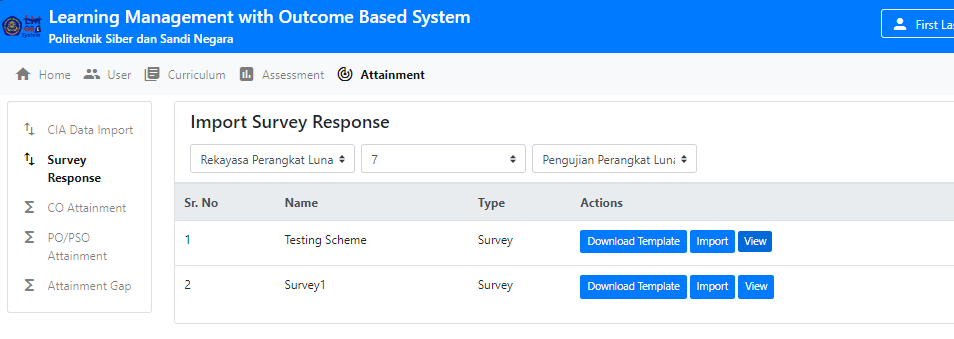 Learning Management with Outcome Based System
Politeknik Siber dan Sandi Negara
First Las
Home User Curriculum Assessment Attainment
CIA Data Import
Survey
Response
CO Attainment
PO/PSO
Attainment
Attainment Gap
Import Survey Response
Rekayasa Perangkat Luna 7 Pengujian Perangkat Luna
Sr. No Name Type Actions
1 Testing Scheme Survey Download Template Import View
2 Survey1 Survey Download Template Import View